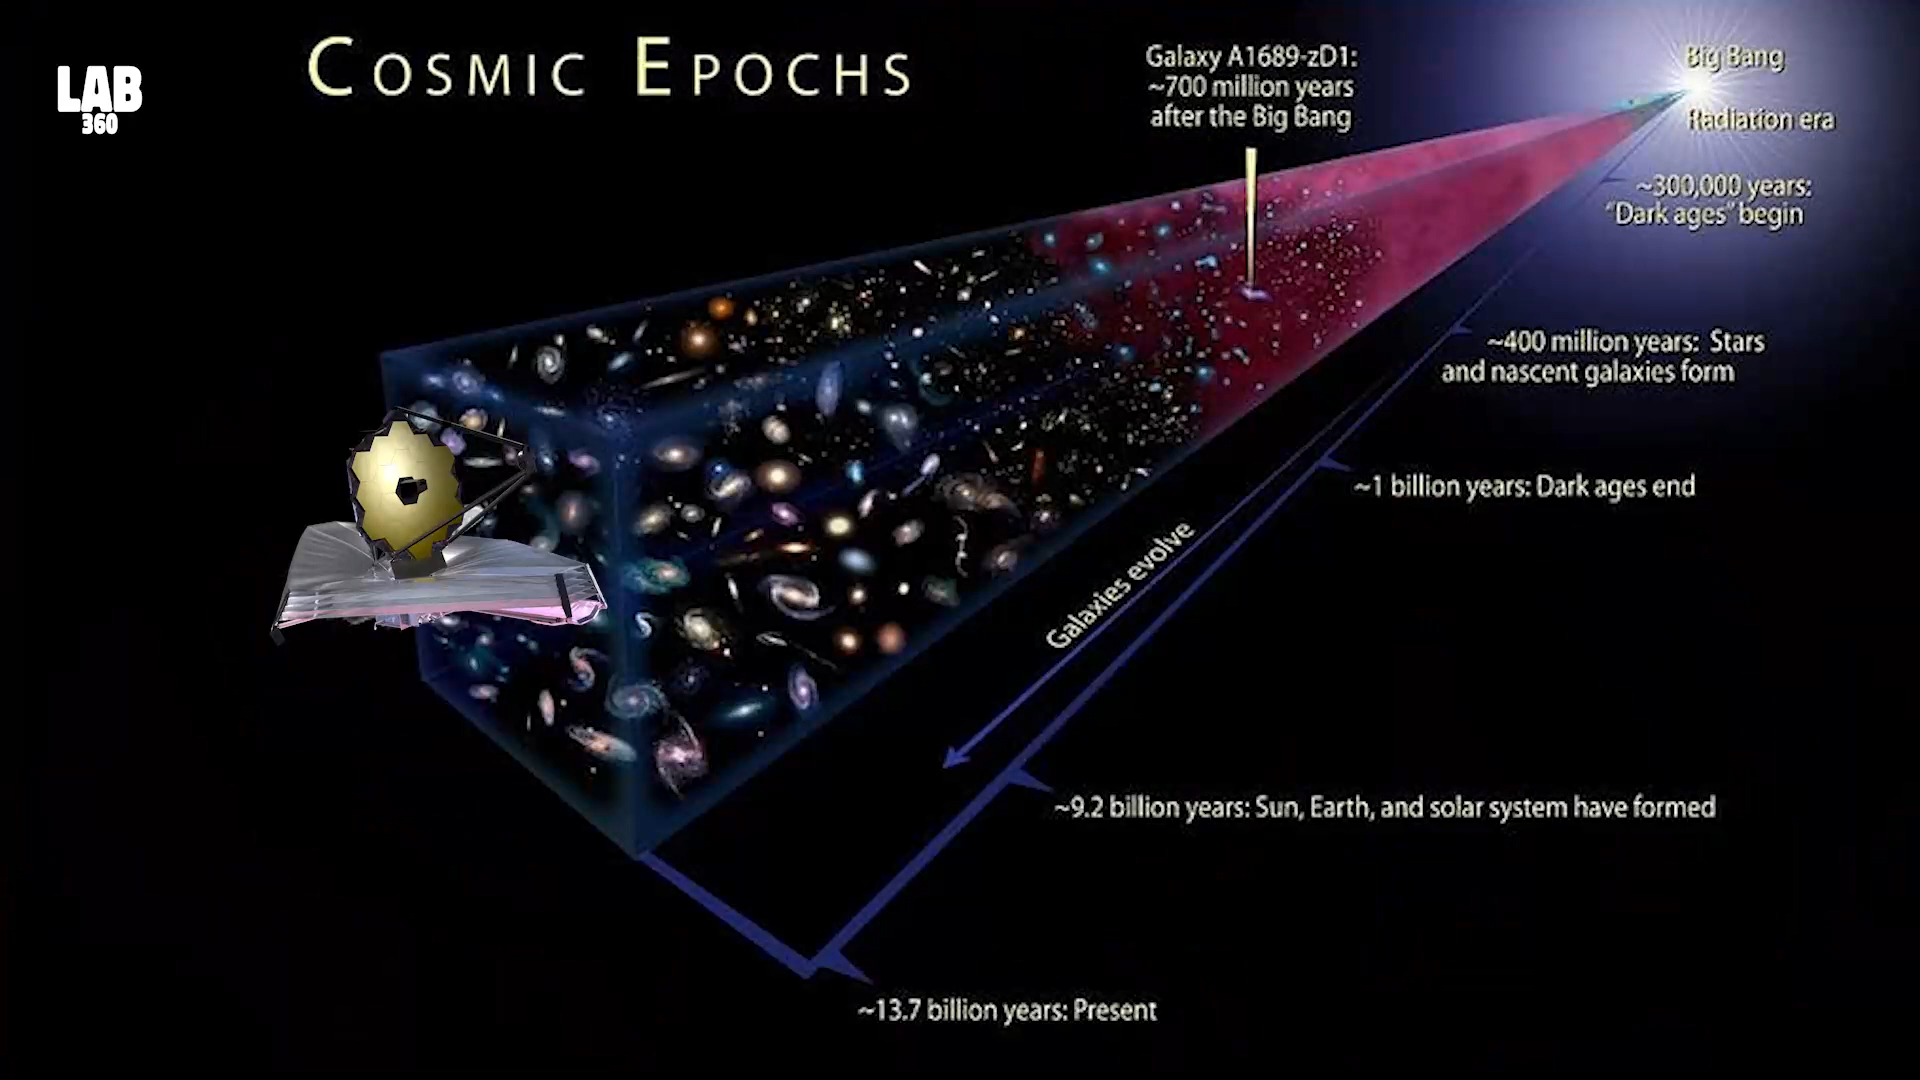 LAB
360
COSMIC EPOCHS
Galaxy A1689-zD1:
~700 million years
after the Big Bang
Big Bang
Radiation era
~300,000 years:
"Dark ages" begin
~400 million years: Stars
and nascent galaxies form
~1 billion years: Dark ages end
Galaxies evolve
~9.2 billion years: Sun, Earth, and solar system have formed
~13.7 billion years: Present